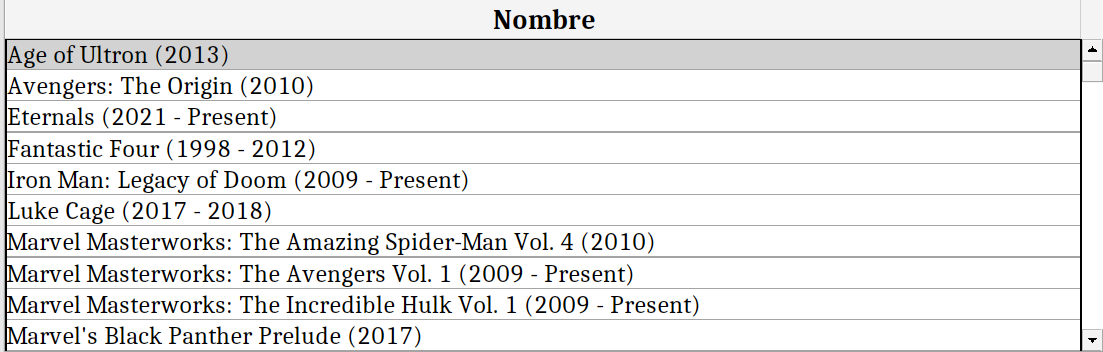 Nombre
Age of Ultron (2013)
Avengers: The Origin (2010)
Eternals (2021 - Present)
Fantastic Four (1998 - 2012)
Iron Man: Legacy of Doom (2009 - Present)
Luke Cage (2017 - 2018)
Marvel Masterworks: The Amazing Spider-Man Vol. 4 (2010)
Marvel Masterworks: The Avengers Vol. 1 (2009 - Present)
Marvel Masterworks: The Incredible Hulk Vol. 1 (2009 - Present)
Marvel's Black Panther Prelude (2017)